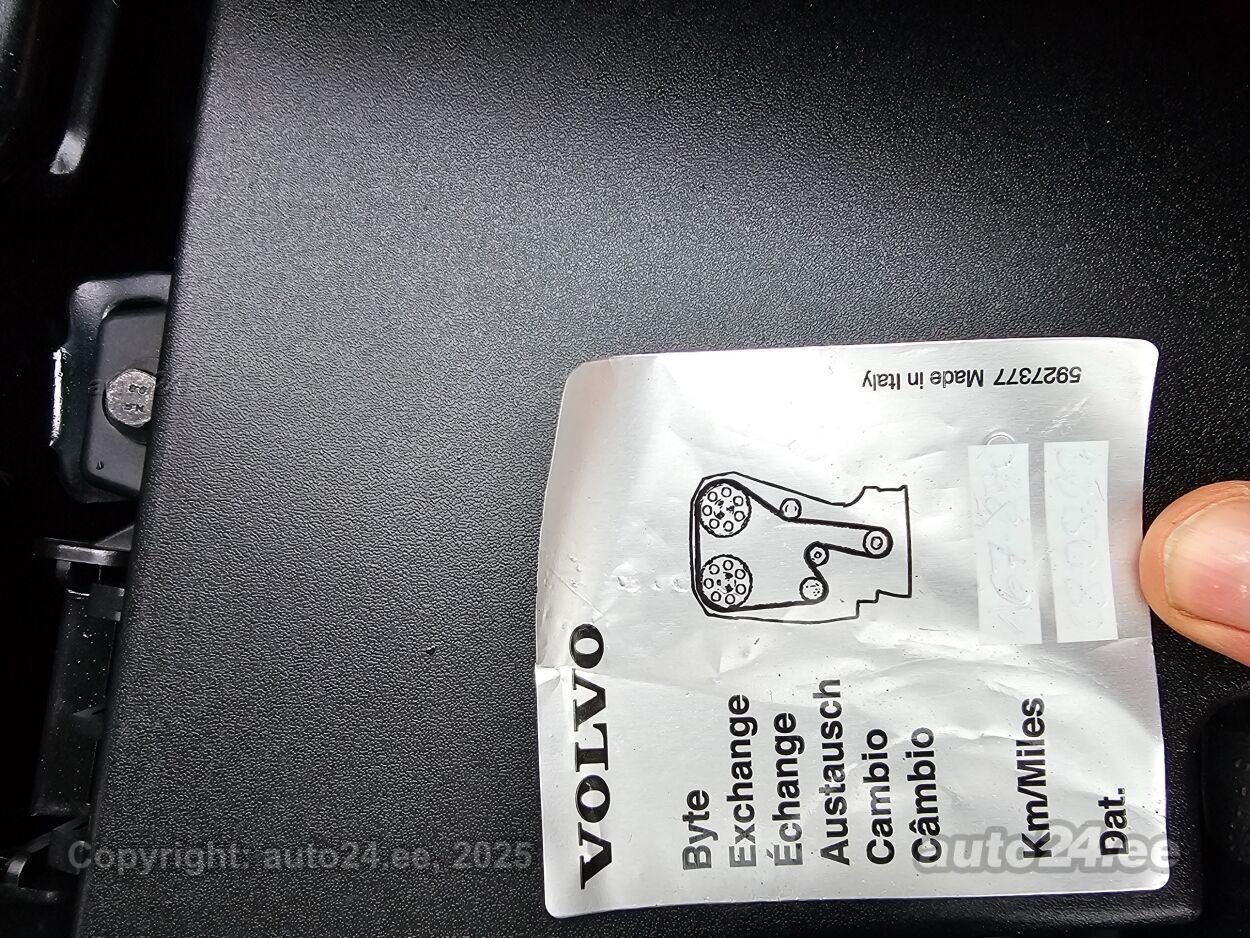 VOLVO
Byte
Exchange
Échange
Austausch
Cambio
Câmbio
Km/Miles
Dat.
5927377 Made in Italy
Copyright auto24.ee 2025
auto24.ee